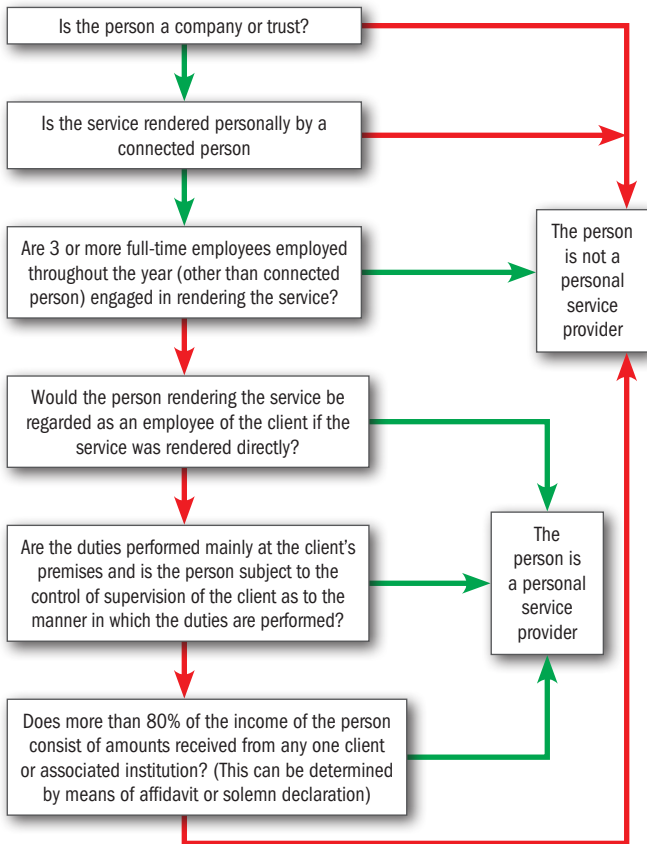 Is the person a company or trust?
Is the service rendered personally by a
connected person
Are 3 or more full-time employees employed
throughout the year (other than connected
person) engaged in rendering the service?
The person
is not a
personal
service
provider
Would the person rendering the service be
regarded as an employee of the client if the
service was rendered directly?
Are the duties performed mainly at the client's
premises and is the person subject to the
control of supervision of the client as to the
manner in which the duties are performed?
The
person is
a personal
service
provider
Does more than 80% of the income of the person
consist of amounts received from any one client
or associated institution? (This can be determined
by means of affidavit or solemn declaration)